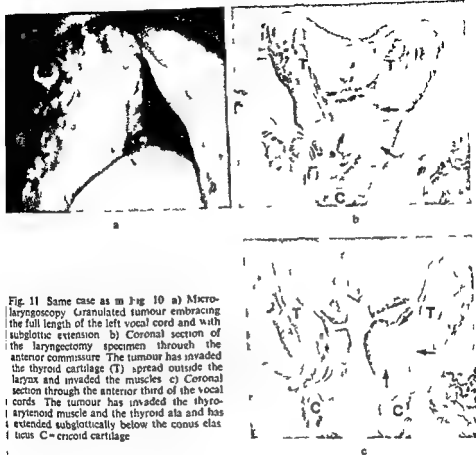 T
T
C
a
b
T
T
C
C
c
Fig. 11 Same case as in Fig 10 a) Micro-
laryngoscopy Granulated tumour embracing
the full length of the left vocal cord and with
subglottic extension b) Coronal section of
the laryngectomy specimen through the
anterior commissure The tumour has invaded
the thyroid cartilage (T) spread outside the
larynx and invaded the muscles c) Coronal
section through the anterior third of the vocal
cords The tumour has invaded the thyro-
arytenoid muscle and the thyroid ala and has
extended subglottically below the conus elas
ticus C = cricoid cartilage